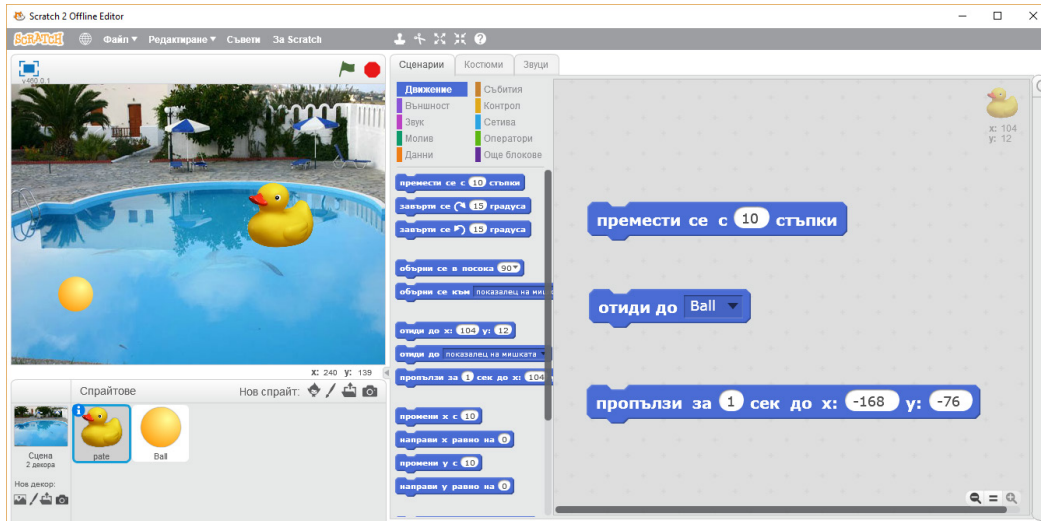 Scratch 2 Offline Editor
SCRATCH Файл Редактиране Съвети За Scratch
v460.0.1
x: 240 y: 139
Спрайтове Нов спрайт:
Сцена
2 декора
Нов декор:
pate
Ball
Сценарии Костюми Звуци
Движение Събития
Външност Контрол
Звук Сетива
Молив Оператори
Данни Още блокове
премести се с 10 стъпки
завърти се 15 градуса
завърти се 15 градуса
обърни се в посока 90
обърни се към показалец на
отиди до x: 104 y: 12
отиди до показалец на мишката
пропълзи за 1 сек до x: 104
промени x с 10
направи x равно на 0
промени y с 10
направи y равно на 0
x: 104
y: 12
премести се с 10 стъпки
отиди до Ball
пропълзи за 1 сек до x: -168 y: -76